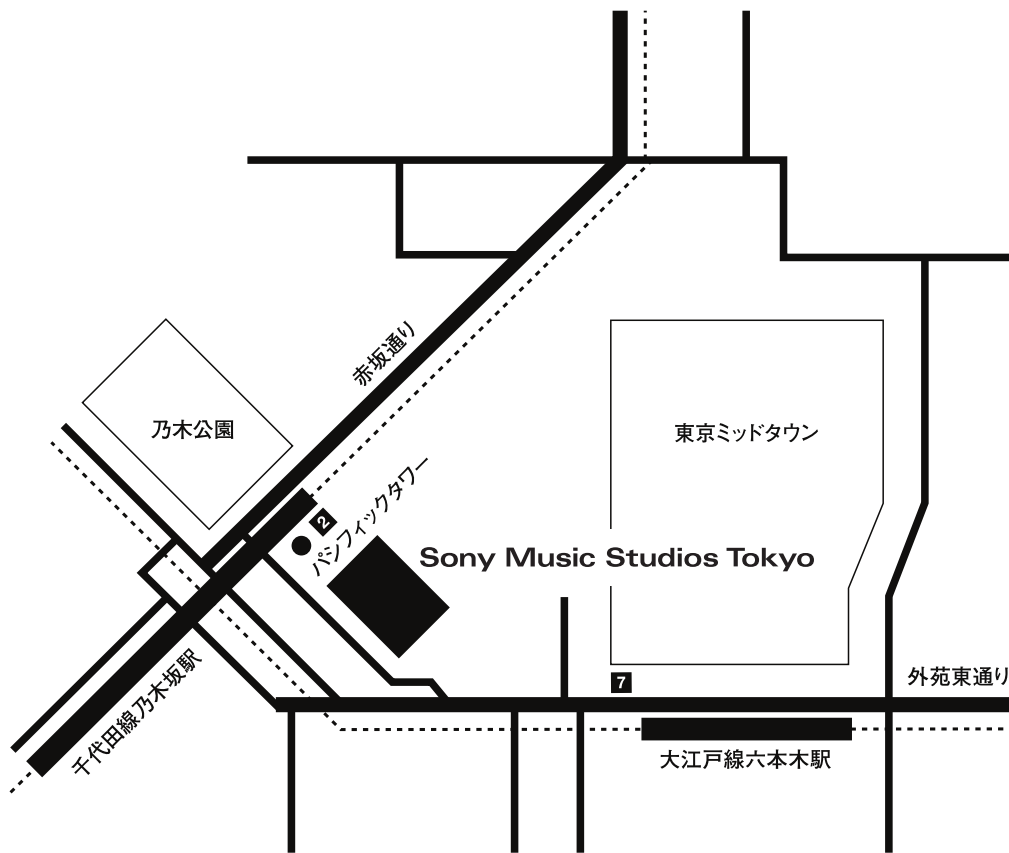 赤坂通り
乃木公園
東京ミッドタウン
2
パシフィックタワー
Sony Music Studios Tokyo
千代田線乃木坂駅
7
外苑東通り
大江戸線六本木駅